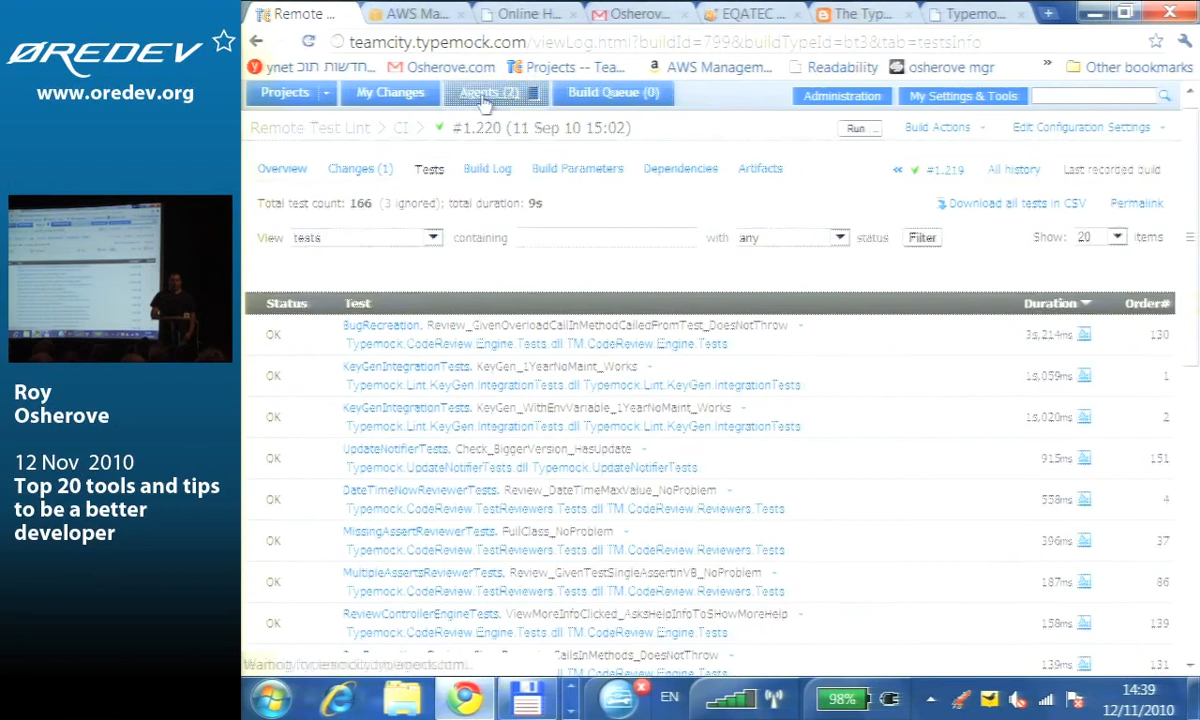 ØREDEV
www.oredev.org
Roy
Osherove
12 Nov 2010
Top 20 tools and tips
to be a better
developer
Remote ...
AWS Ma...
Online H...
Osherov...
EQATEC ...
The Typ...
Typemo...
teamcity.typemock.com/viewLog.html?buildId=799&buildTypeId=bt3&tab=testsInfo
ynet חדשות תוכ...
Osherove.com
Projects -- Tea...
AWS Managem...
Readability
osherove mgr
»
Other bookmarks
Projects
My Changes
Agents (2)
Build Queue (0)
Administration
My Settings & Tools
Remote Test Lint > CI > #1.220 (11 Sep 10 15:02)
Run ...
Build Actions
Edit Configuration Settings
Overview
Changes (1)
Tests
Build Log
Build Parameters
Dependencies
Artifacts
« #1.219
All history
Last recorded build
Total test count: 166 (3 ignored); total duration: 9s
Download all tests in CSV
Permalink
View tests containing with any status Filter
Show: 20 items
Status Test Duration Order#
BugRecreation. Review_GivenOverloadCallInMethodCalledFromTest_DoesNotThrow
OK 3s,214ms 130
Typemock.CodeReview.Engine.Tests.dll TM.CodeReview.Engine.Tests
KeyGenIntegrationTests. KeyGen_1YearNoMaint_Works
OK 1s,059ms 1
Typemock.Lint.KeyGen.IntegrationTests.dll Typemock.Lint.KeyGen.IntegrationTests
KeyGenIntegrationTests. KeyGen_WithEnvVariable_1YearNoMaint_Works
OK 1s,020ms 2
Typemock.Lint.KeyGen.IntegrationTests.dll Typemock.Lint.KeyGen.IntegrationTests
UpdateNotifierTests. Check_BiggerVersion_HasUpdate
OK 915ms 151
Typemock.UpdateNotifierTests.dll Typemock.UpdateNotifierTests
DateTimeNowReviewerTests. Review_DateTimeMaxValue_NoProblem
OK 558ms 4
Typemock.CodeReview.TestReviewers.Tests.dll TM.CodeReview.Reviewers.Tests
MissingAssertReviewerTests. FullClass_NoProblem
OK 396ms 37
Typemock.CodeReview.TestReviewers.Tests.dll TM.CodeReview.Reviewers.Tests
MultipleAssertsReviewerTests. Review_GivenTestSingleAssertinVB_NoProblem
OK 187ms 86
Typemock.CodeReview.TestReviewers.Tests.dll TM.CodeReview.Reviewers.Tests
ReviewControllerEngineTests. ViewMoreInfoClicked_AsksHelpInfoToSHowMoreHelp
OK 158ms 139
Typemock.CodeReview.Engine.Tests.dll TM.CodeReview.Engine.Tests
CallsInMethods_DoesNotThrow
139ms 131
EN
98%
14:39
12/11/2010